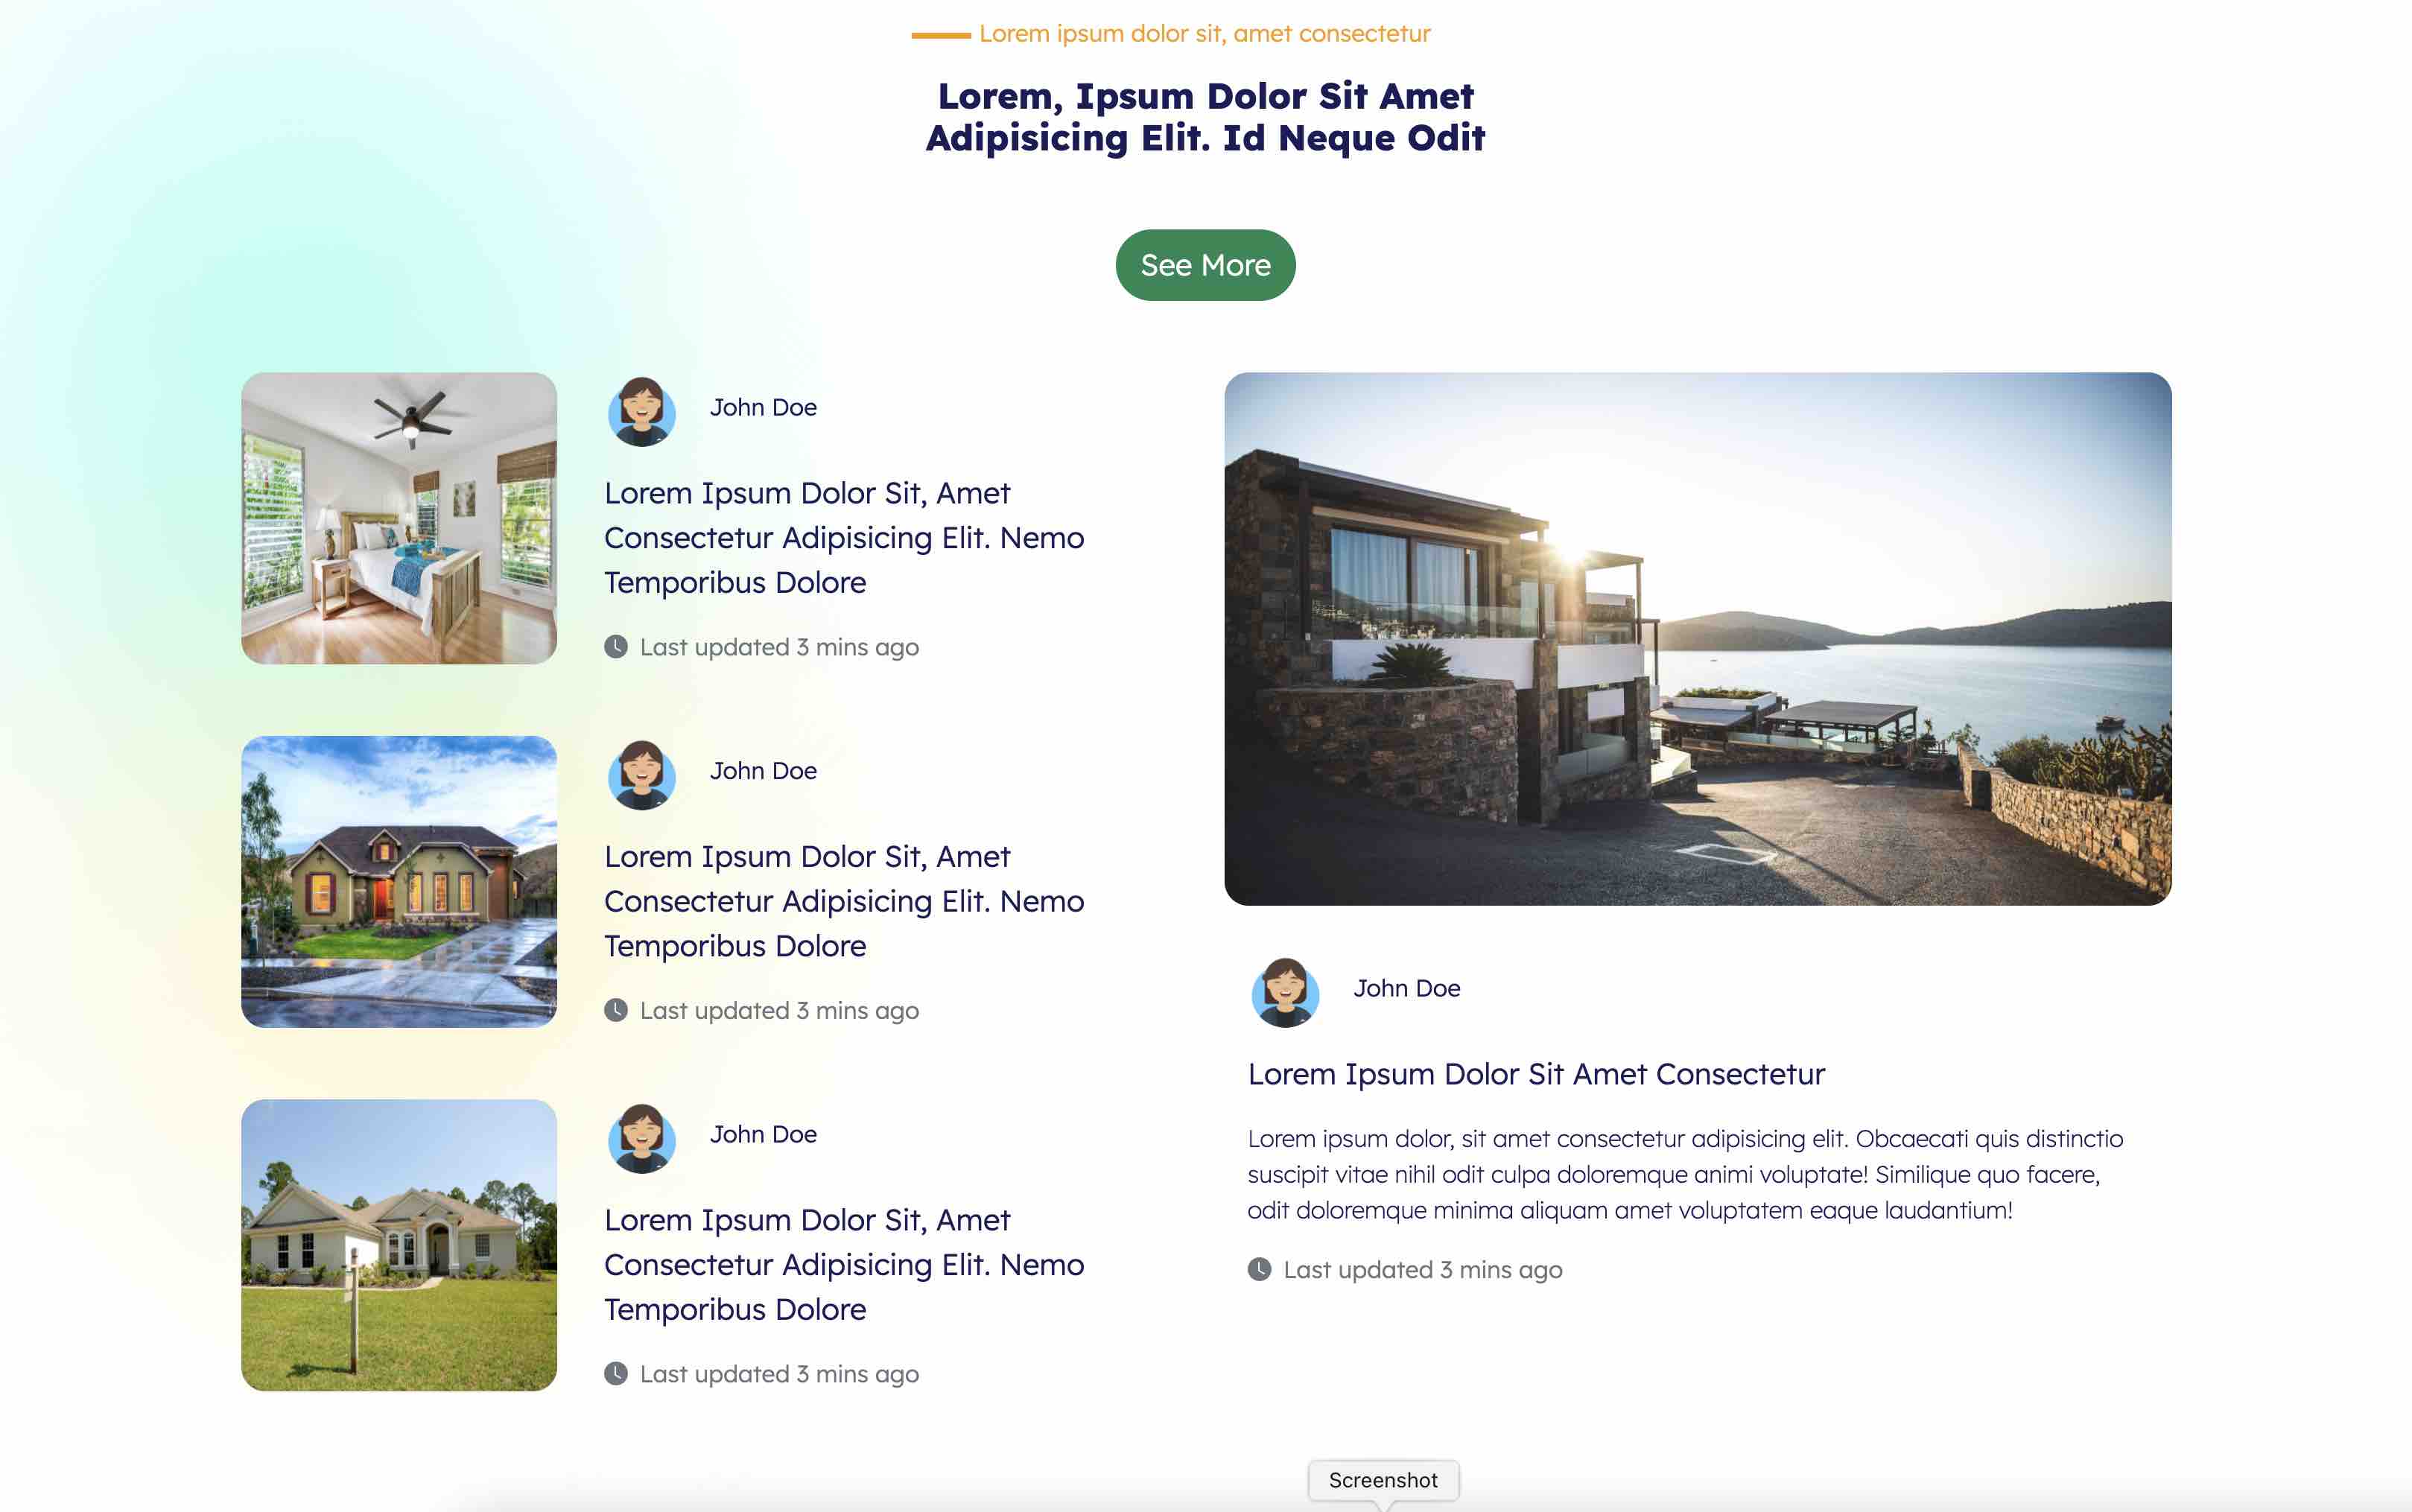 Lorem ipsum dolor sit, amet consectetur
Lorem, Ipsum Dolor Sit Amet
Adipisicing Elit. Id Neque Odit
See More
John Doe
Lorem Ipsum Dolor Sit, Amet
Consectetur Adipisicing Elit. Nemo
Temporibus Dolore
Last updated 3 mins ago
John Doe
Lorem Ipsum Dolor Sit, Amet
Consectetur Adipisicing Elit. Nemo
Temporibus Dolore
Last updated 3 mins ago
John Doe
Lorem Ipsum Dolor Sit, Amet
Consectetur Adipisicing Elit. Nemo
Temporibus Dolore
Last updated 3 mins ago
John Doe
Lorem Ipsum Dolor Sit Amet Consectetur
Lorem ipsum dolor, sit amet consectetur adipisicing elit. Obcaecati quis distinctio
suscipit vitae nihil odit culpa doloremque animi voluptate! Similique quo facere,
odit doloremque minima aliquam amet voluptatem eaque laudantium!
Last updated 3 mins ago
Screenshot